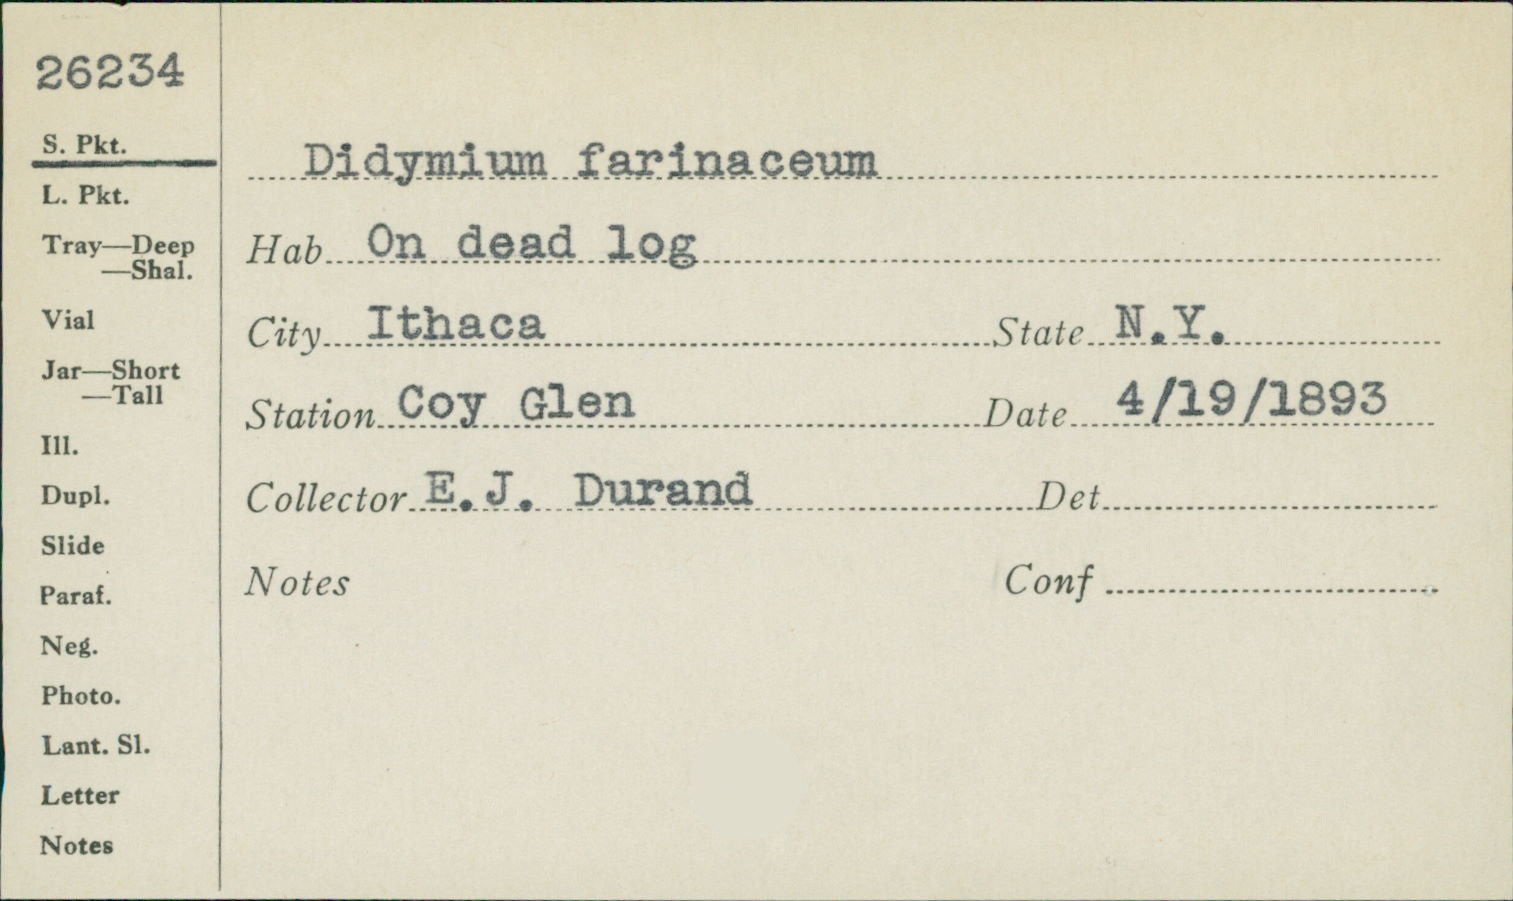 26234
S. Pkt.
L. Pkt.
Tray—Deep
—Shal.
Vial
Jar—Short
—Tall
Ill.
Dupl.
Slide
Paraf.
Neg.
Photo.
Lant. Sl.
Letter
Notes
Didymium farinaceum
Hab On dead log
City Ithaca State N.Y.
Station Coy Glen Date 4/19/1893
Collector E.J. Durand Det
Notes Conf